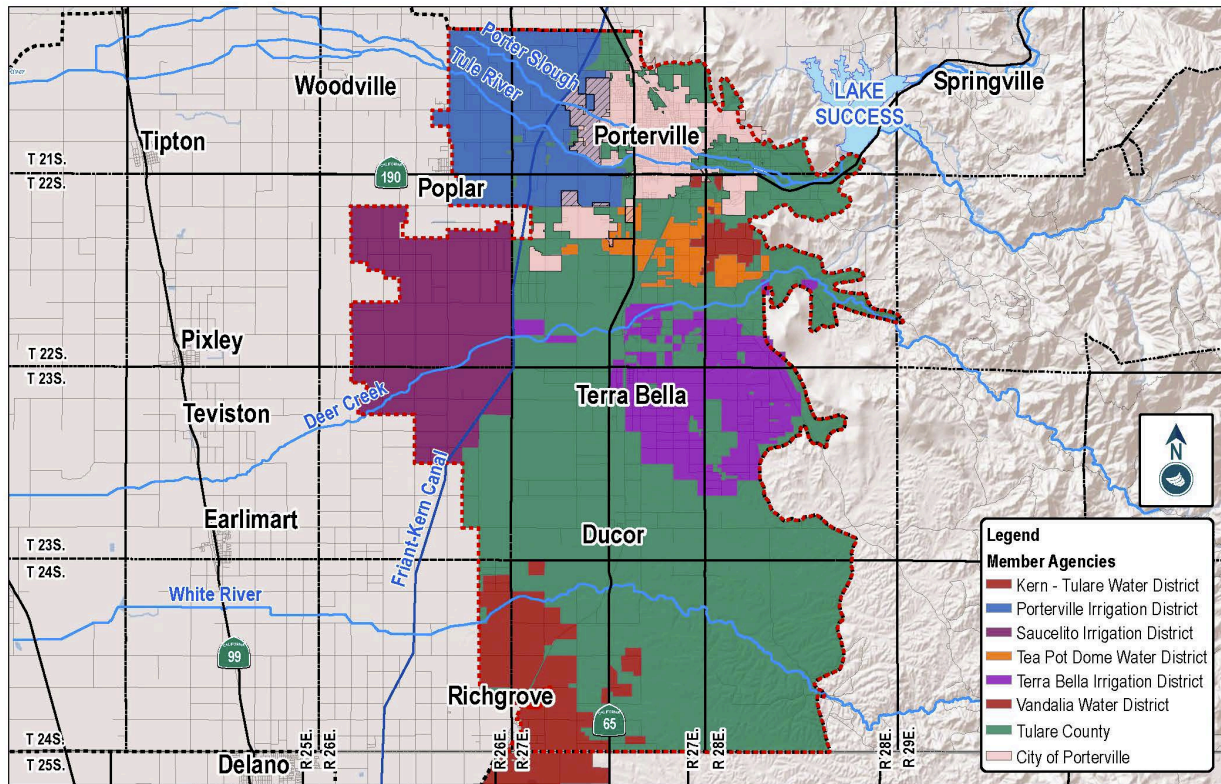 Springville
Porter Slough
Woodville
Tule River
LAKE
SUCCESS
Porterville
Tipton
T 21S.
T 22S.
CALIFORNIA
190
Poplar
Pixley
T 22S.
T 23S.
Teviston
Deer Creek
Terra Bella
N
Friant-Kern Canal
Earlimart
Ducor
T 23S.
T 24S.
White River
CALIFORNIA
99
Richgrove
CALIFORNIA
65
T 24S.
T 25S.
Delano
R 25E.
R 26E.
R 26E.
R 27E.
R 27E.
R 28E.
R 28E.
R 29E.
Legend
Member Agencies
Kern - Tulare Water District
Porterville Irrigation District
Saucelito Irrigation District
Tea Pot Dome Water District
Terra Bella Irrigation District
Vandalia Water District
Tulare County
City of Porterville